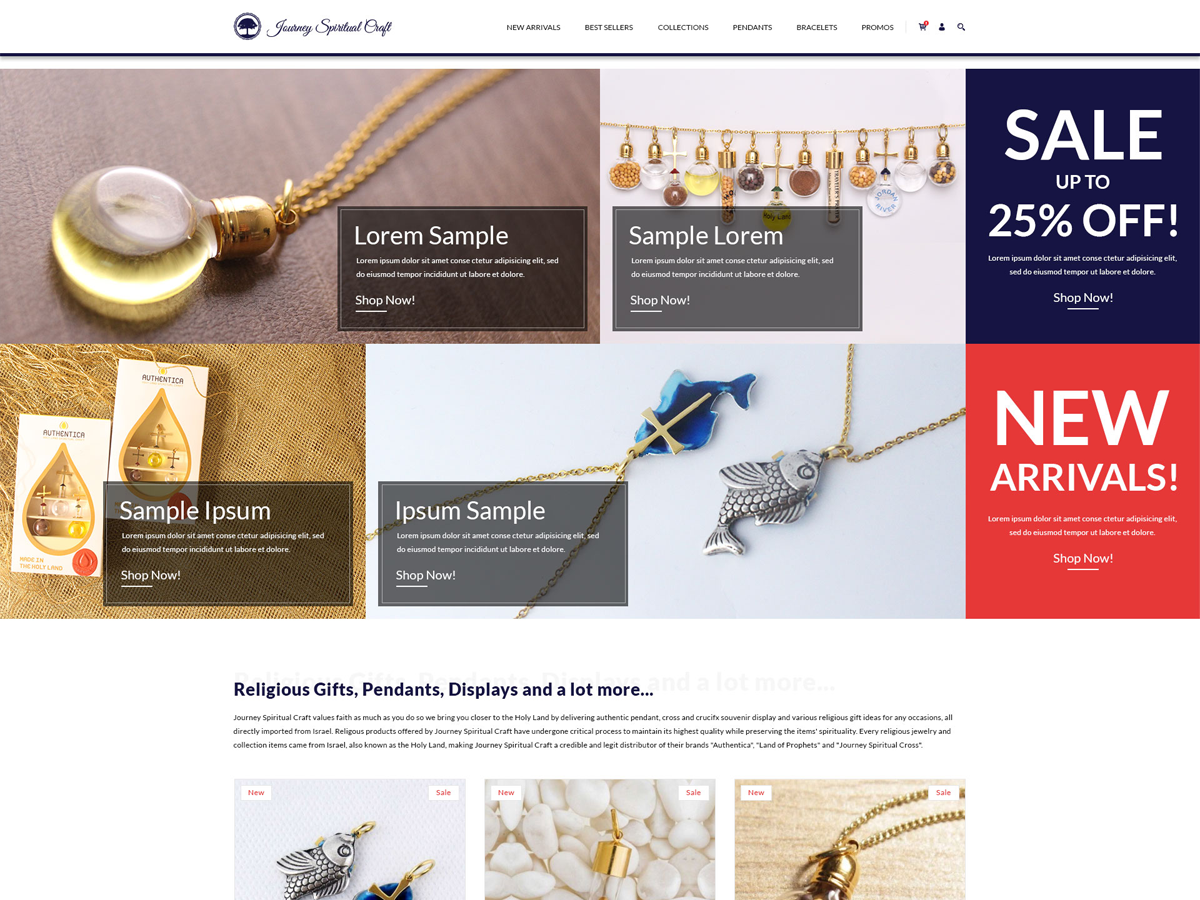 Journey Spiritual Craft
NEW ARRIVALS
BEST SELLERS
COLLECTIONS
PENDANTS
BRACELETS
PROMOS
Lorem Sample
Lorem ipsum dolor sit amet conse ctetur adipisicing elit, sed
do eiusmod tempor incididunt ut labore et dolore.
Shop Now!
JORDAN
RIVER
Holy Land
Sample Lorem
Lorem ipsum dolor sit amet conse ctetur adipisicing elit, sed
do eiusmod tempor incididunt ut labore et dolore.
Shop Now!
SALE
UP TO
25% OFF!
Lorem ipsum dolor sit amet conse ctetur adipisicing elit,
sed do eiusmod tempor ut labore et dolore.
Shop Now!
AUTHENTICA
AUTHENTICA
MADE IN
THE HOLY LAND
Sample Ipsum
Lorem ipsum dolor sit amet conse ctetur adipisicing elit, sed
do eiusmod tempor incididunt ut labore et dolore.
Shop Now!
Ipsum Sample
Lorem ipsum dolor sit amet conse ctetur adipisicing elit, sed
do eiusmod tempor incididunt ut labore et dolore.
Shop Now!
NEW
ARRIVALS!
Lorem ipsum dolor sit amet conse ctetur adipisicing elit,
sed do eiusmod tempor ut labore et dolore.
Shop Now!
Religious Gifts, Pendants, Displays and a lot more...
Religious Gifts, Pendants, Displays and a lot more...
Journey Spiritual Craft values faith as much as you do so we bring you closer to the Holy Land by delivering authentic pendant, cross and crucifx souvenir display and various religious gift ideas for any occasions, all
directly imported from Israel. Religous products offered by Journey Spiritual Craft have undergone critical process to maintain its highest quality while preserving the items' spirituality. Every religious jewelry and
collection items came from Israel, also known as the Holy Land, making Journey Spiritual Craft a credible and legit distributor of their brands "Authentica", "Land of Prophets" and "Journey Spiritual Cross".
New
Sale
New
Sale
New
Sale